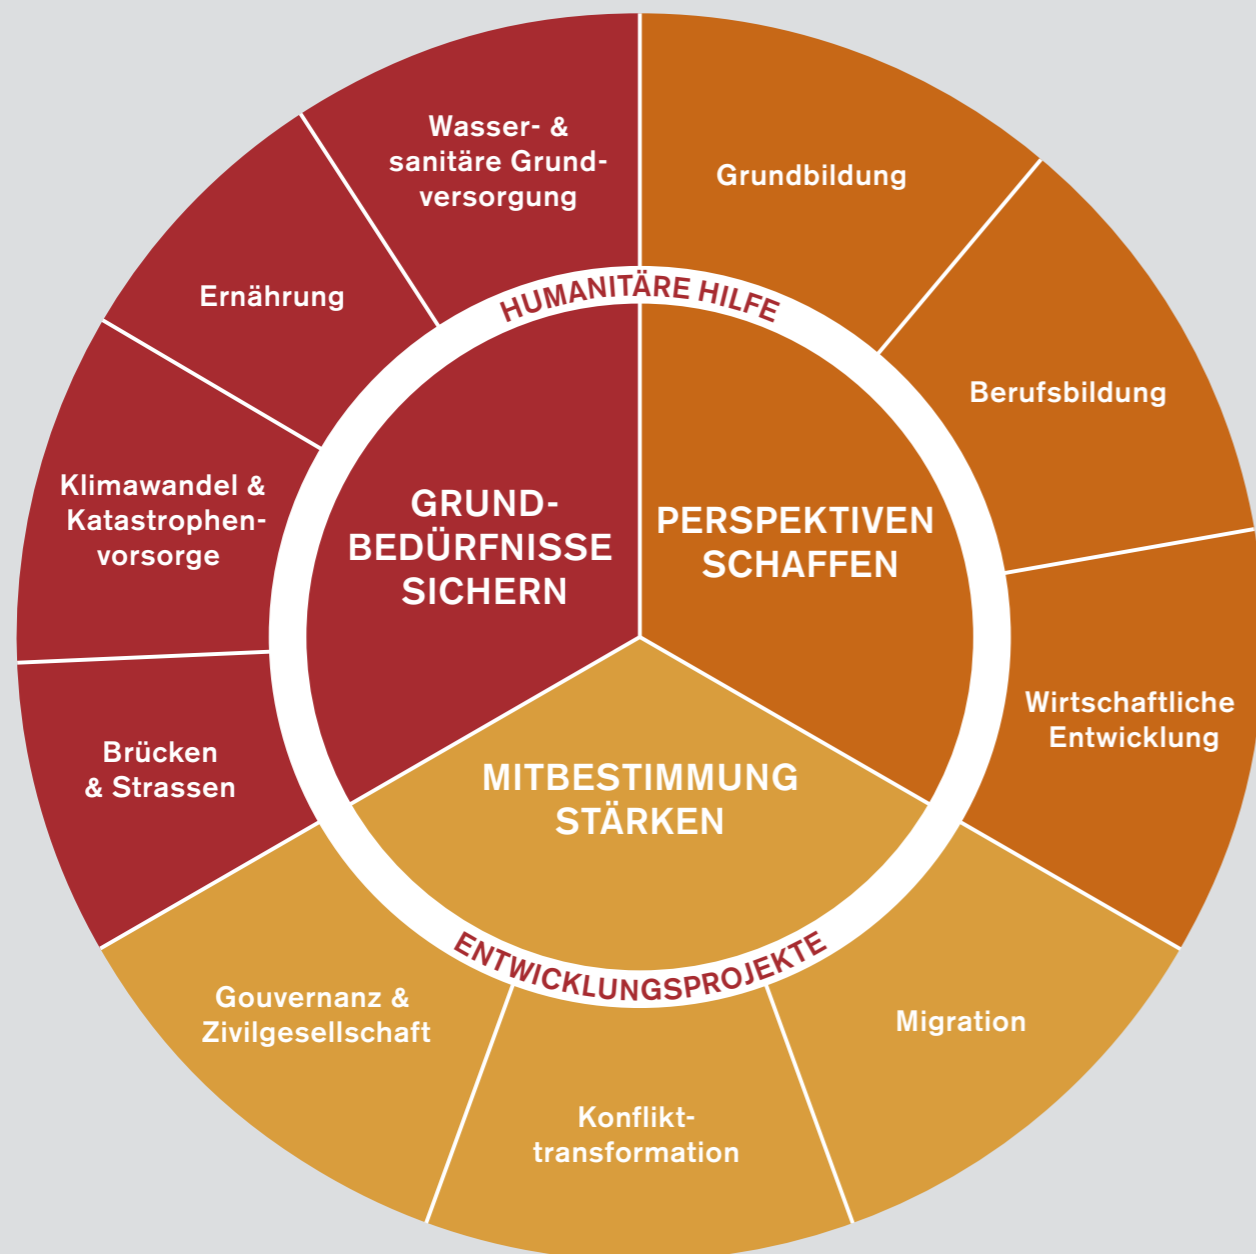 Wasser- &
sanitäre Grund-
versorgung
Grundbildung
Ernährung
HUMANITÄRE HILFE
Berufsbildung
Klimawandel &
Katastrophen-
vorsorge
GRUND-
BEDÜRFNISSE
SICHERN
PERSPEKTIVEN
SCHAFFEN
Wirtschaftliche
Entwicklung
Brücken
& Strassen
MITBESTIMMUNG
STÄRKEN
ENTWICKLUNGSPROJEKTE
Gouvernanz &
Zivilgesellschaft
Migration
Konflikt-
transformation